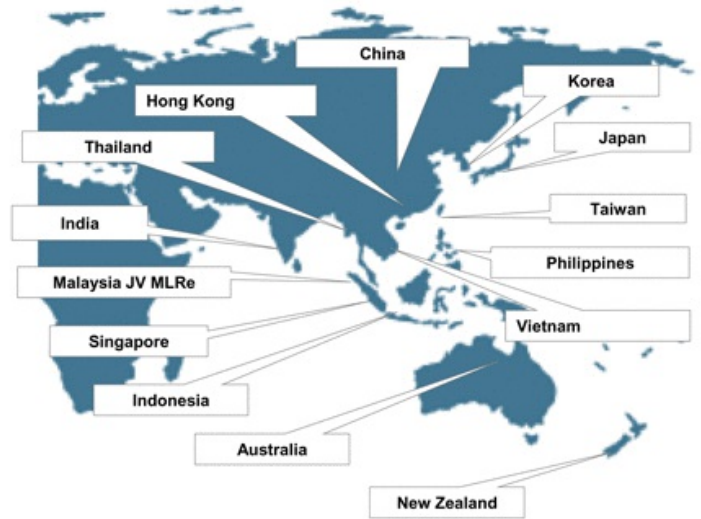 China
Korea
Hong Kong
Japan
Thailand
Taiwan
India
Philippines
Malaysia JV MLRe
Vietnam
Singapore
Indonesia
Australia
New Zealand